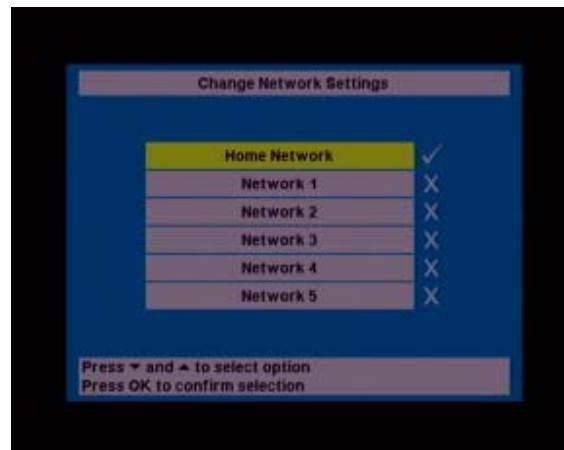 Change Network Settings
Home Network ✓
Network 1 X
Network 2 X
Network 3 X
Network 4 X
Network 5 X
Press ▼ and ▲ to select option
Press OK to confirm selection